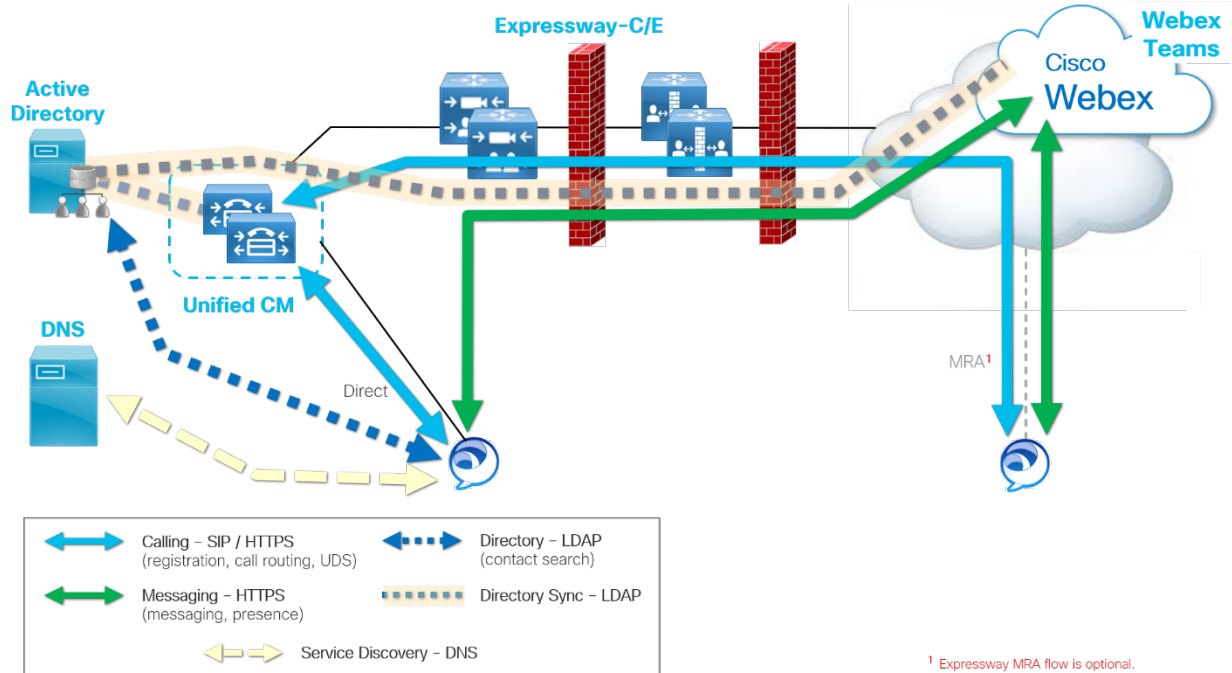 Expressway-C/E
Webex
Teams
Cisco
Webex
Active
Directory
Unified CM
DNS
Direct
MRA¹
Calling – SIP / HTTPS
(registration, call routing, UDS)
Directory – LDAP
(contact search)
Messaging – HTTPS
(messaging, presence)
Directory Sync – LDAP
Service Discovery – DNS
¹ Expressway MRA flow is optional.